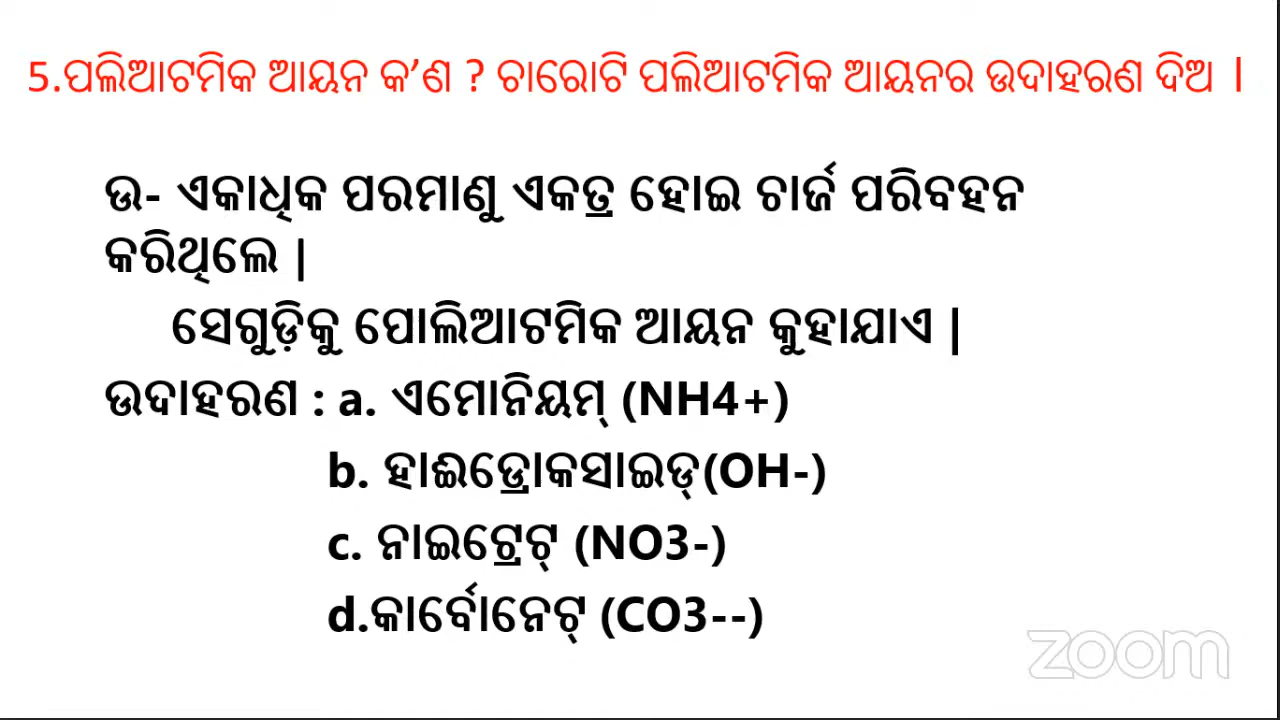 5.ପଲିଆଟମିକ ଆୟନ କ’ଣ ? ଚାରୋଟି ପଲିଆଟମିକ ଆୟନର ଉଦାହରଣ ଦିଅ |
ଉ- ଏକାଧିକ ପରମାଣୁ ଏକତ୍ର ହୋଇ ଚାର୍ଜ ପରିବହନ
କରିଥିଲେ |
ସେଗୁଡ଼ିକୁ ପୋଲିଆଟମିକ ଆୟନ କୁହାଯାଏ |
ଉଦାହରଣ : a. ଏମୋନିୟମ୍ (NH4+)
b. ହାଈଡ୍ରୋକସାଇଡ୍(OH-)
c. ନାଇଟ୍ରେଟ୍ (NO3-)
d.କାର୍ବୋନେଟ୍ (CO3--)
zoom